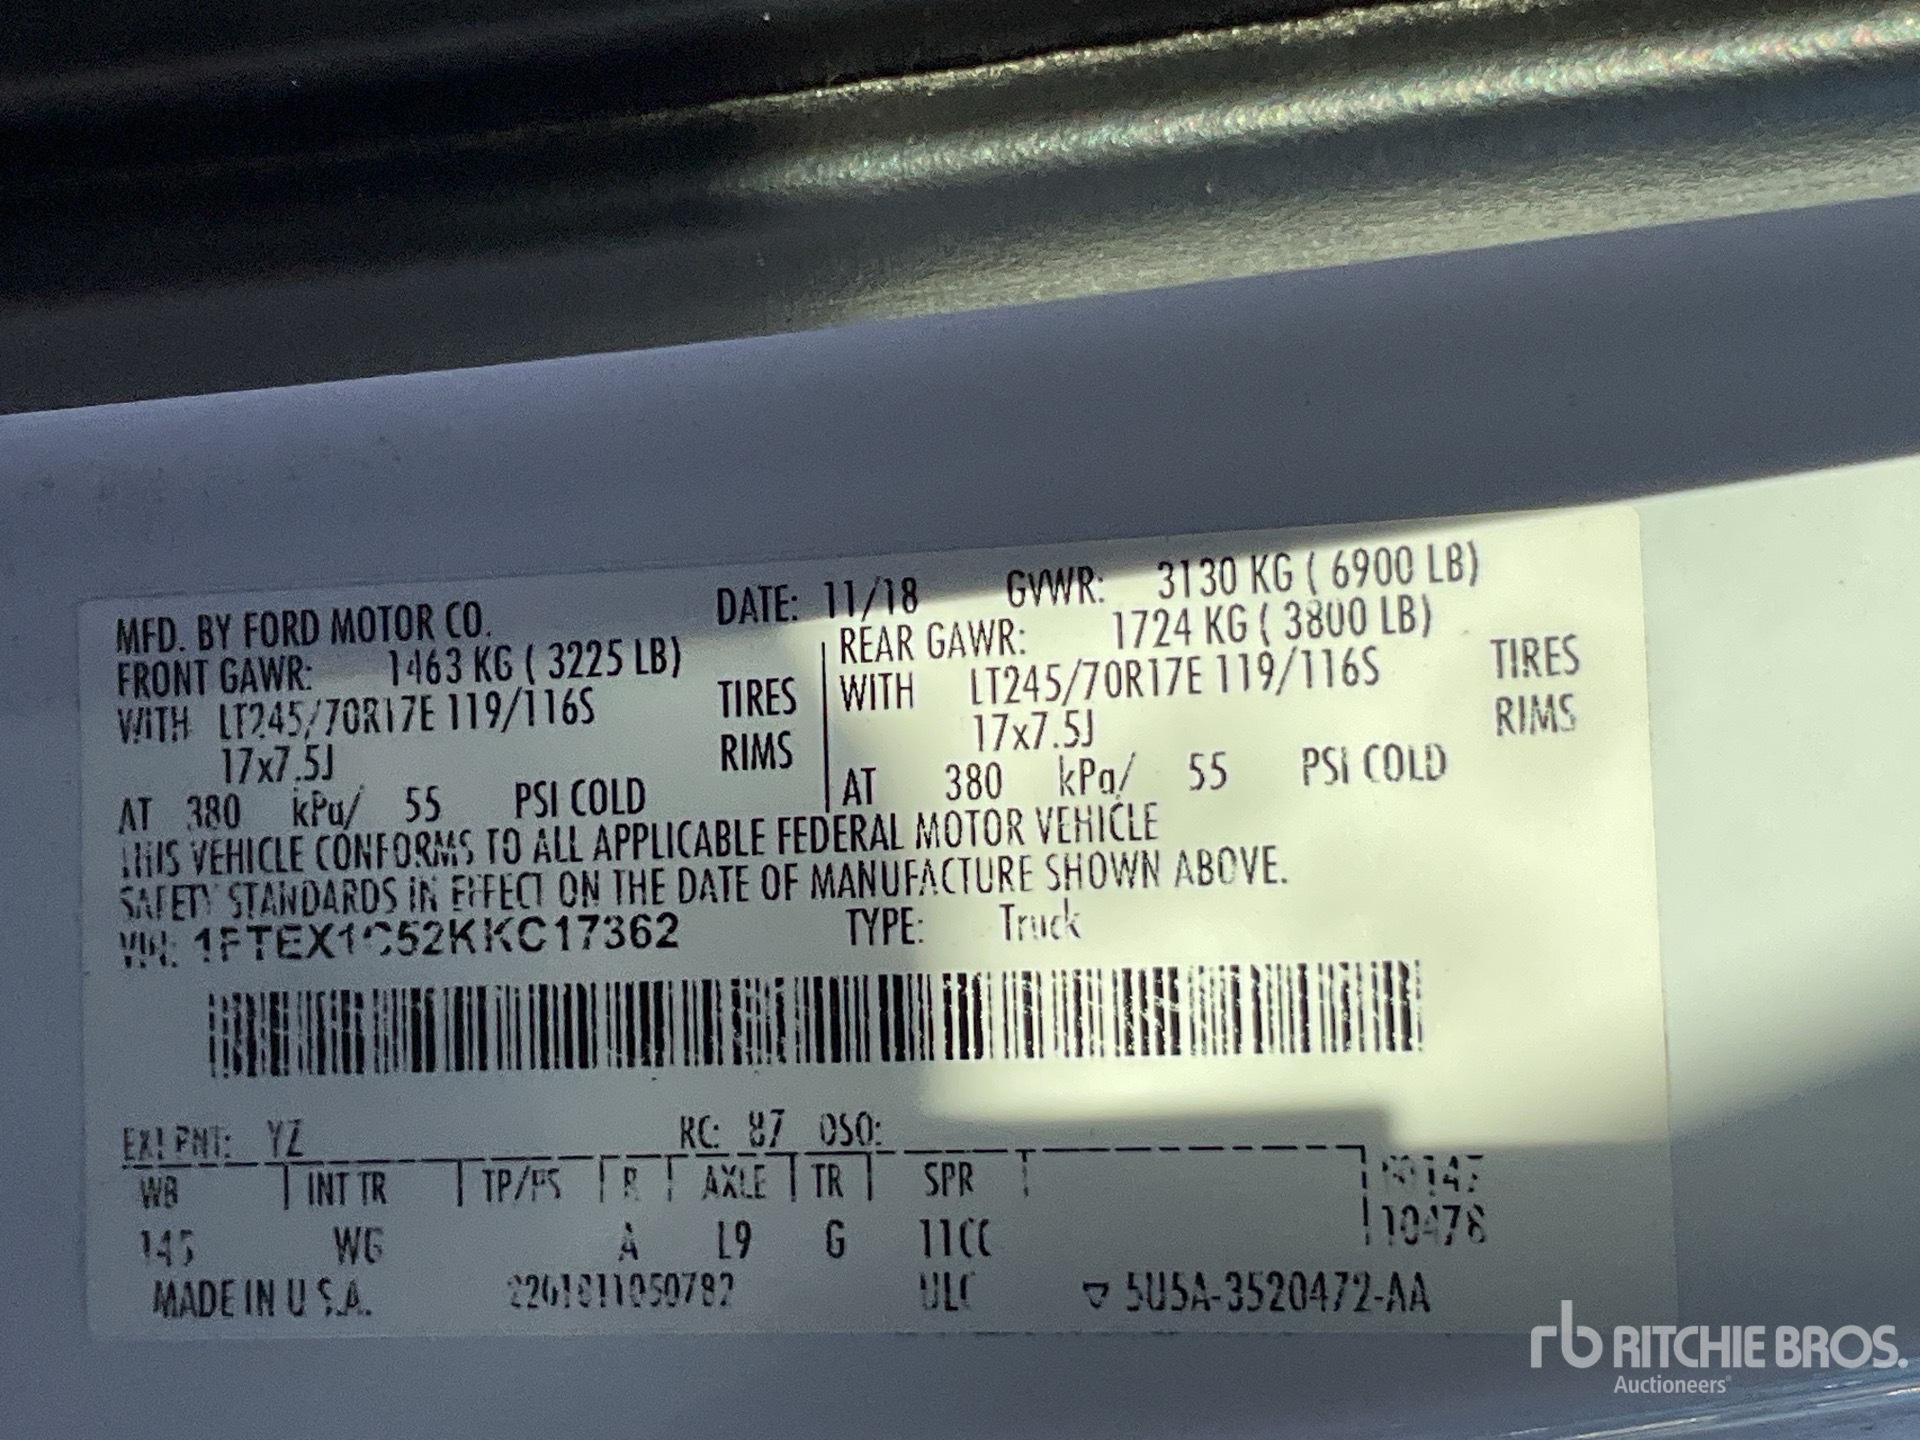 MFD. BY FORD MOTOR CO. DATE: 11/18 GVWR: 3130 KG ( 6900 LB)
FRONT GAWR: 1463 KG ( 3225 LB) REAR GAWR: 1724 KG ( 3800 LB)
WITH LT245/70R17E 119/116S TIRES WITH LT245/70R17E 119/116S TIRES
17x7.5J RIMS 17x7.5J RIMS
AT 380 kPa/ 55 PSI COLD AT 380 kPa/ 55 PSI COLD
THIS VEHICLE CONFORMS TO ALL APPLICABLE FEDERAL MOTOR VEHICLE
SAFETY STANDARDS IN EFFECT ON THE DATE OF MANUFACTURE SHOWN ABOVE.
VIN: 1FTEX1C52KKC17362 TYPE: Truck
EXT PNT: YZ RC: 87 DSO:
WB INT TR TP/PS R AXLE TR SPR
145 WG A L9 G 11CC 10478
MADE IN U.S.A. ULC 5U5A-3520472-AA
rb RITCHIE BROS.
Auctioneers